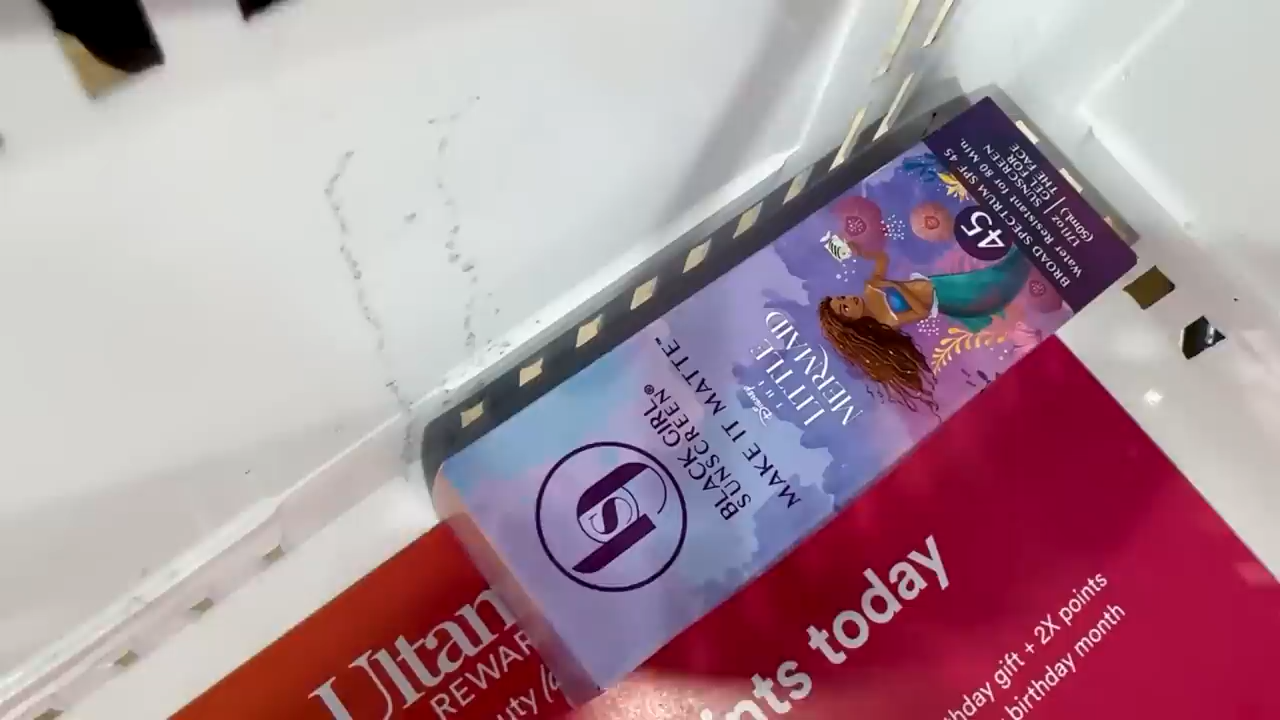 bgs
BLACK GIRL
SUNSCREEN®
MAKE IT MATTE™
Disney
THE
LITTLE
MERMAID
45
BROAD SPECTRUM SPF 45
Water Resistant for 80 Min.
1.7 fl oz
(50mL)
SUNSCREEN
GEL FOR
THE FACE
Ultam
REWAR
uty
nts today
hday gift + 2X points
birthday month